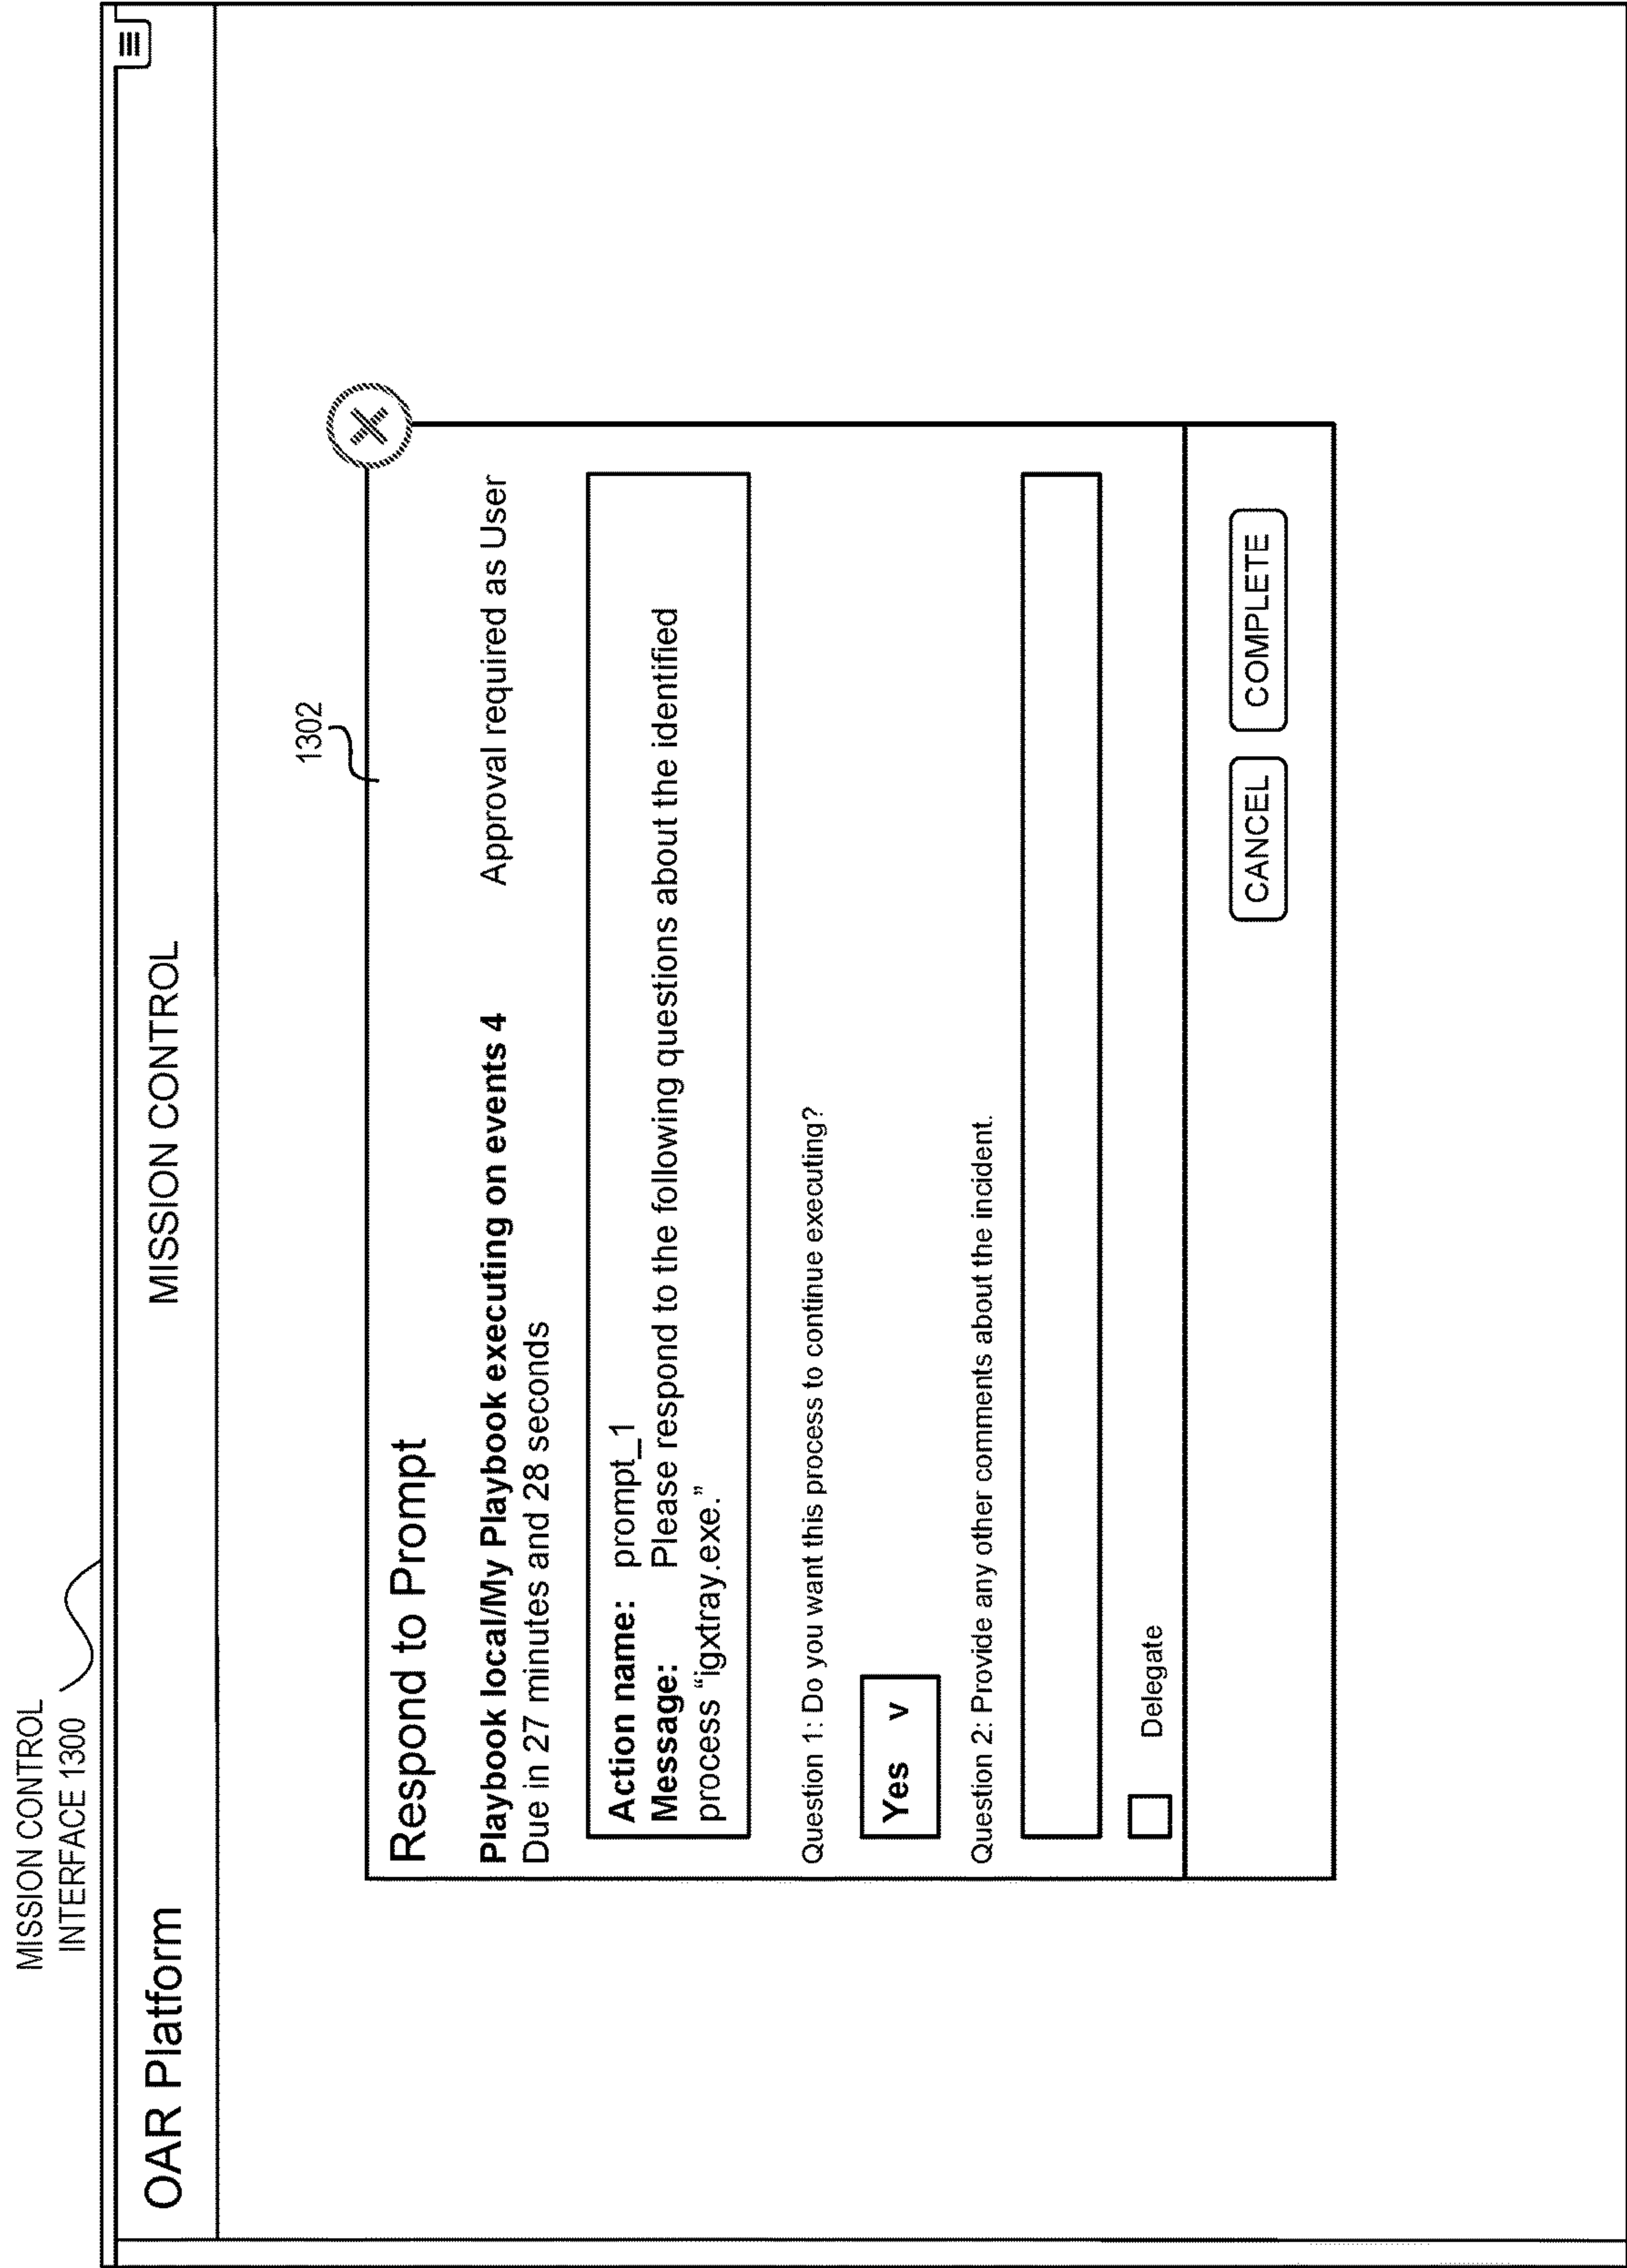 MISSION CONTROL
INTERFACE 1300
OAR Platform
MISSION CONTROL
1302
Respond to Prompt
Playbook local/My Playbook executing on events 4
Approval required as User
Due in 27 minutes and 28 seconds
Action name: prompt_1
Message: Please respond to the following questions about the identified
process “igxtray.exe.”
Question 1: Do you want this process to continue executing?
Yes v
Question 2: Provide any other comments about the incident.
Delegate
CANCEL
COMPLETE